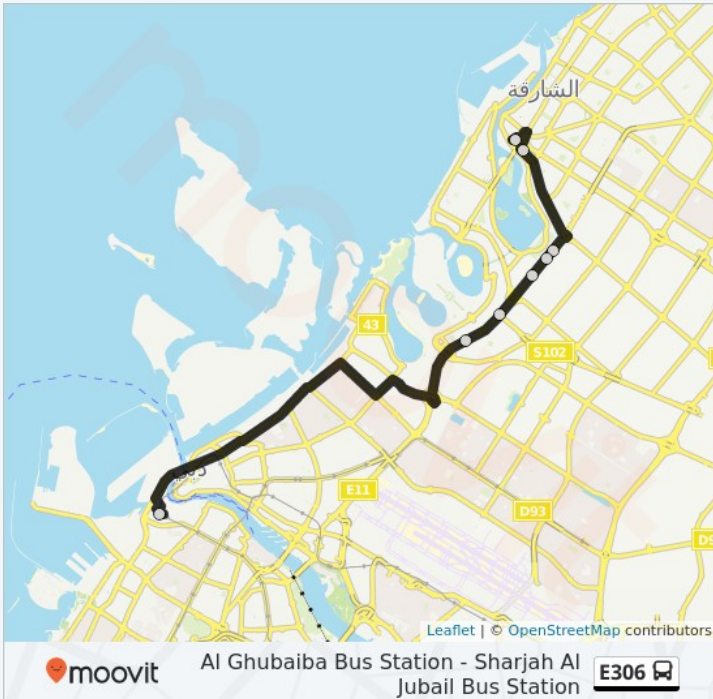 الشارقة
43
S102
E11
D93
دبي
Leaflet | © OpenStreetMap contributors
moovit
Al Ghubaiba Bus Station - Sharjah Al
Jubail Bus Station
E306